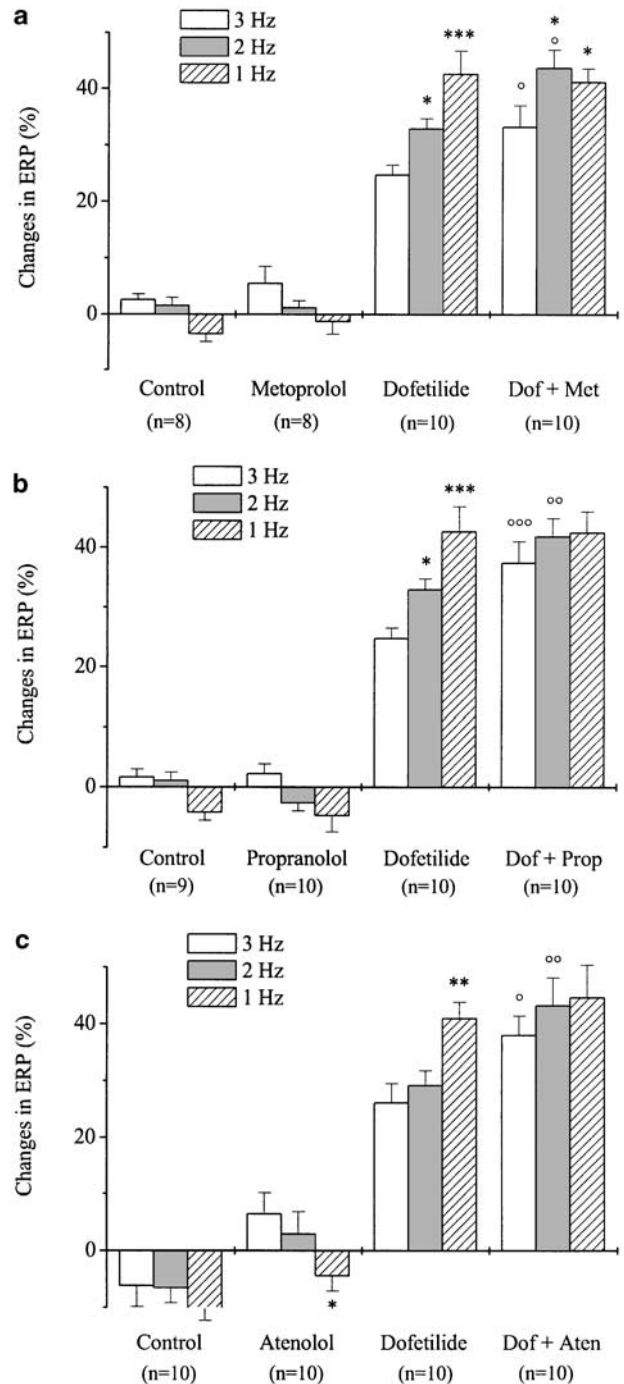 a
3 Hz
2 Hz
1 Hz
***
*
*
°
°
*
40
20
0
Changes in ERP (%)
Control Metoprolol Dofetilide Dof + Met
(n=8) (n=8) (n=10) (n=10)
b
3 Hz
2 Hz
1 Hz
***
*
°°°
°°
40
20
0
Changes in ERP (%)
Control Propranolol Dofetilide Dof + Prop
(n=9) (n=10) (n=10) (n=10)
c
3 Hz
2 Hz
1 Hz
**
°
°°
40
20
0
Changes in ERP (%)
*
Control Atenolol Dofetilide Dof + Aten
(n=10) (n=10) (n=10) (n=10)